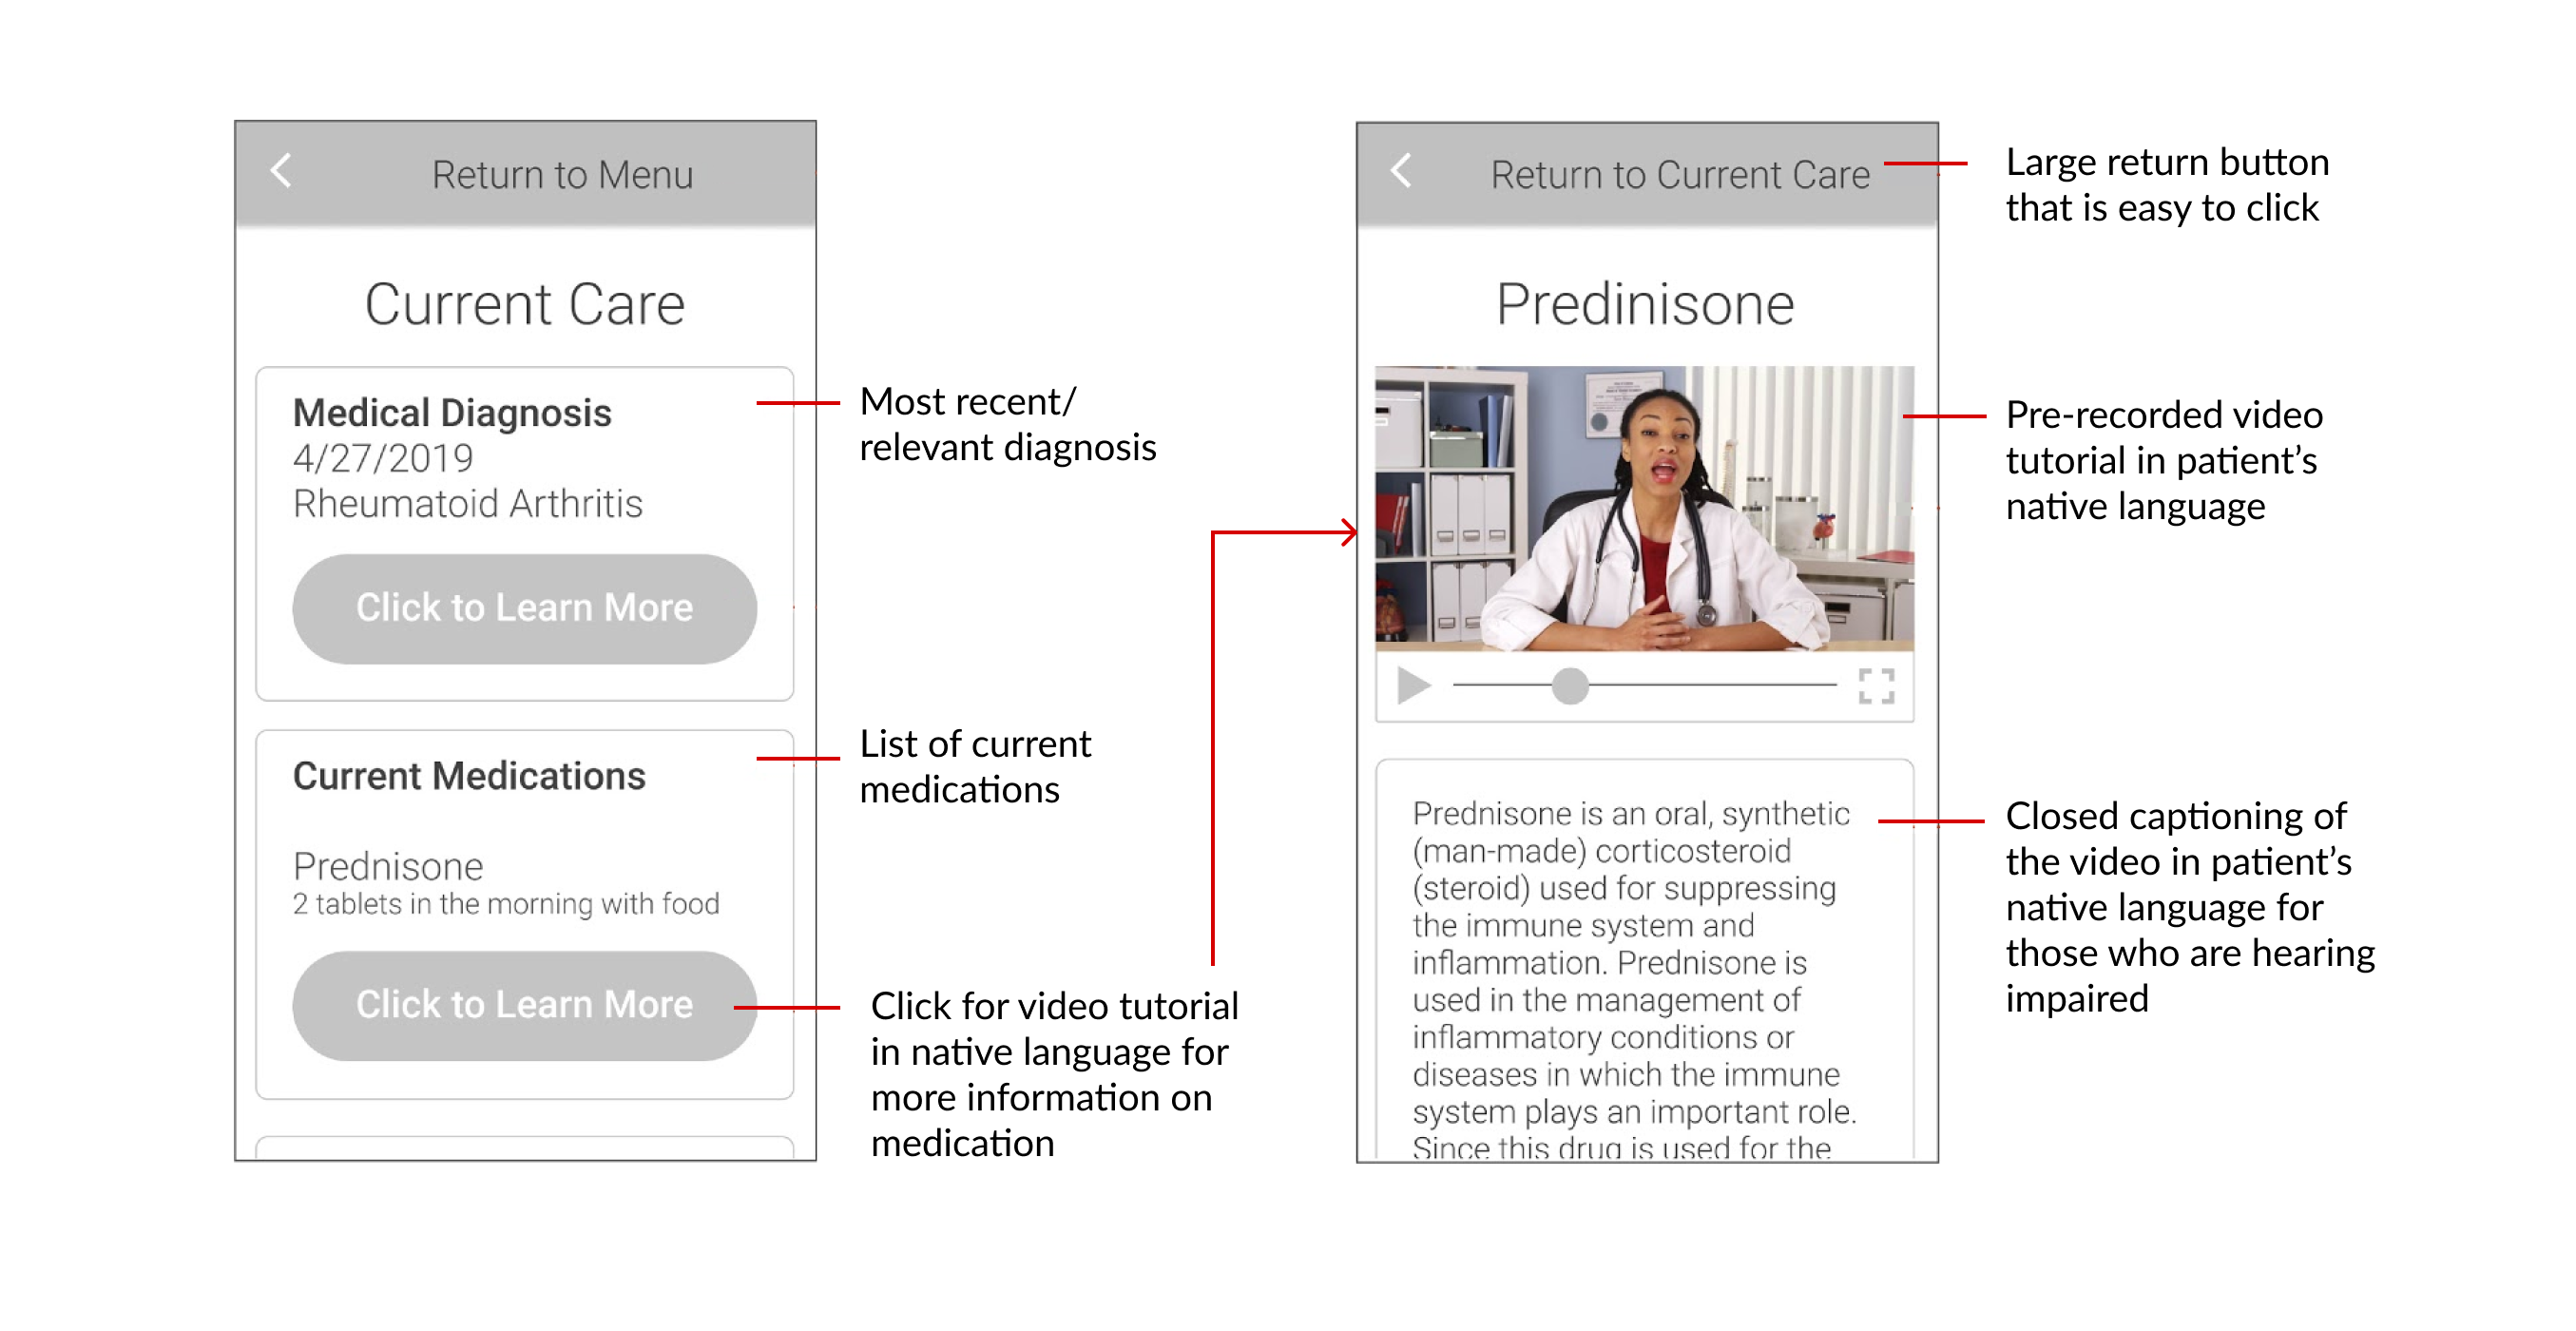 Return to Menu
Current Care
Medical Diagnosis
4/27/2019
Rheumatoid Arthritis
Click to Learn More
Current Medications
Prednisone
2 tablets in the morning with food
Click to Learn More
Most recent/
relevant diagnosis
List of current
medications
Click for video tutorial
in native language for
more information on
medication
Return to Current Care
Predinisone
Prednisone is an oral, synthetic
(man-made) corticosteroid
(steroid) used for suppressing
the immune system and
inflammation. Prednisone is
used in the management of
inflammatory conditions or
diseases in which the immune
system plays an important role.
Since this drug is used for the
Large return button
that is easy to click
Pre-recorded video
tutorial in patient’s
native language
Closed captioning of
the video in patient’s
native language for
those who are hearing
impaired